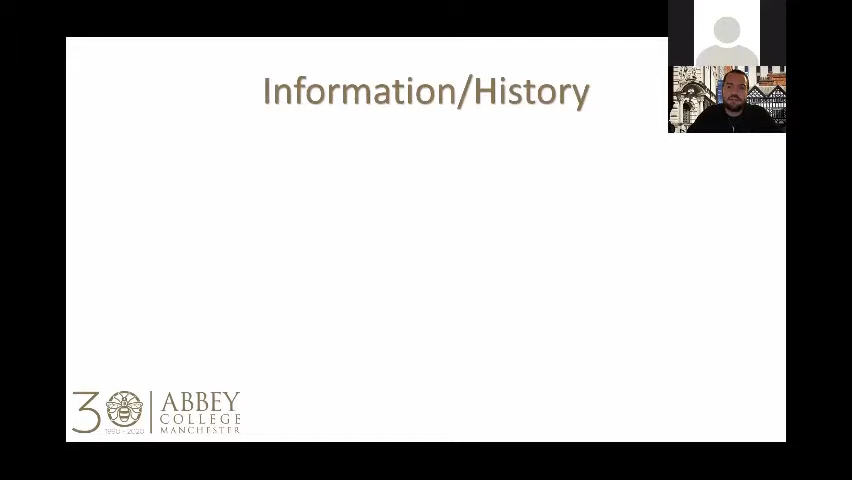 Information/History
30
1990 - 2020
ABBEY
COLLEGE
MANCHESTER